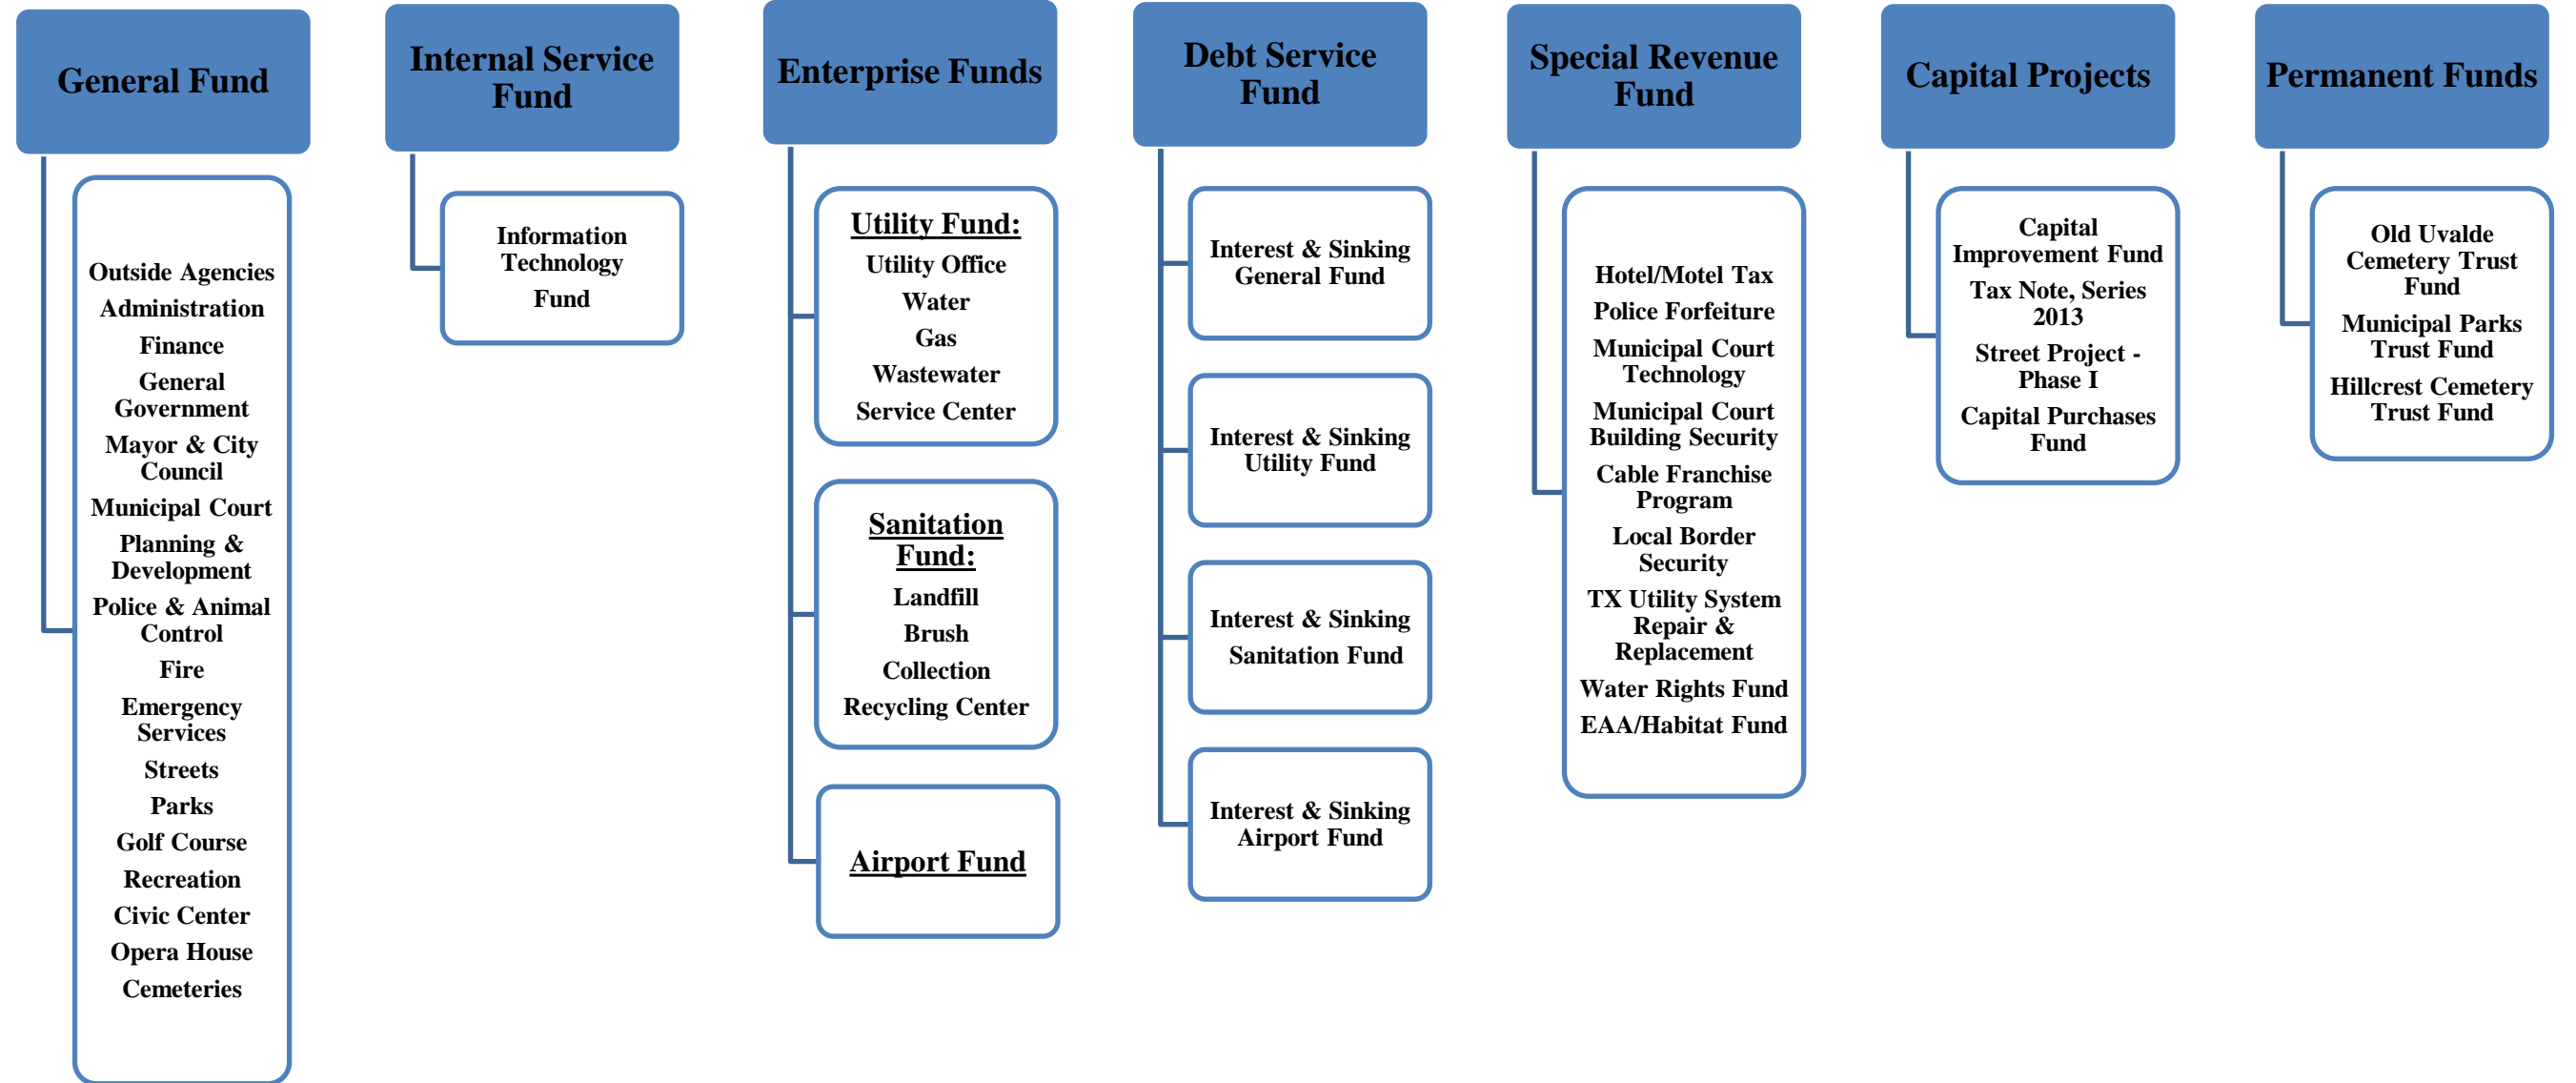 General Fund
Outside Agencies
Administration
Finance
General
Government
Mayor & City
Council
Municipal Court
Planning &
Development
Police & Animal
Control
Fire
Emergency
Services
Streets
Parks
Golf Course
Recreation
Civic Center
Opera House
Cemeteries
Internal Service
Fund
Information
Technology
Fund
Enterprise Funds
Utility Fund:
Utility Office
Water
Gas
Wastewater
Service Center
Sanitation
Fund:
Landfill
Brush
Collection
Recycling Center
Airport Fund
Debt Service
Fund
Interest & Sinking
General Fund
Interest & Sinking
Utility Fund
Interest & Sinking
Sanitation Fund
Interest & Sinking
Airport Fund
Special Revenue
Fund
Hotel/Motel Tax
Police Forfeiture
Municipal Court
Technology
Municipal Court
Building Security
Cable Franchise
Program
Local Border
Security
TX Utility System
Repair &
Replacement
Water Rights Fund
EAA/Habitat Fund
Capital Projects
Capital
Improvement Fund
Tax Note, Series
2013
Street Project -
Phase I
Capital Purchases
Fund
Permanent Funds
Old Uvalde
Cemetery Trust
Fund
Municipal Parks
Trust Fund
Hillcrest Cemetery
Trust Fund